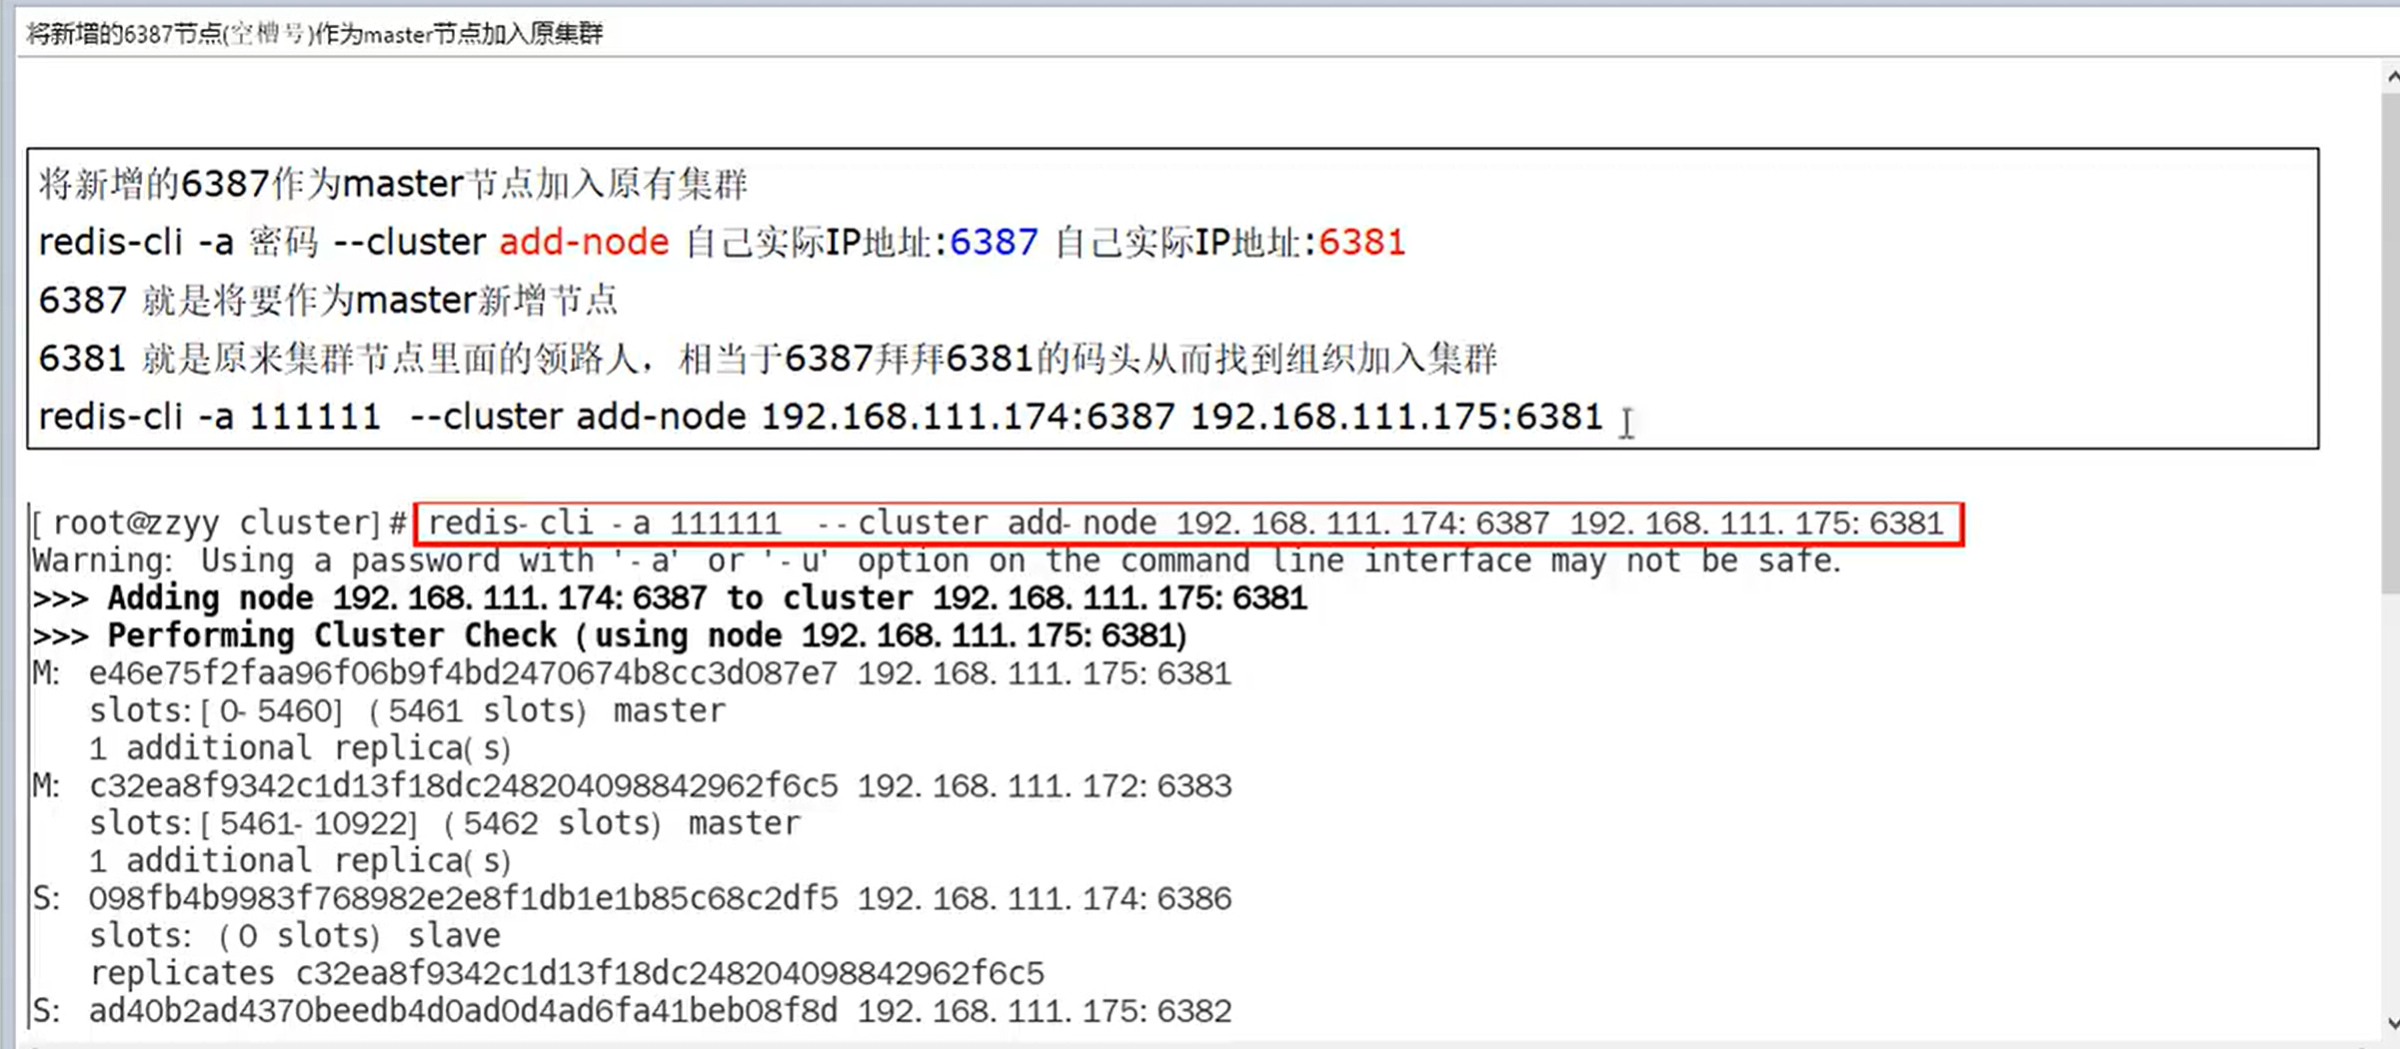 将新增的6387节点(空槽号)作为master节点加入原集群
将新增的6387作为master节点加入原有集群
redis-cli -a 密码 --cluster add-node 自己实际IP地址:6387 自己实际IP地址:6381
6387 就是将要作为master新增节点
6381 就是原来集群节点里面的领路人，相当于6387拜拜6381的码头从而找到组织加入集群
redis-cli -a 111111  --cluster add-node 192.168.111.174:6387 192.168.111.175:6381
[root@zzyy cluster]# redis-cli -a 111111  --cluster add-node 192.168.111.174:6387 192.168.111.175:6381
Warning: Using a password with '-a' or '-u' option on the command line interface may not be safe.
>>> Adding node 192.168.111.174:6387 to cluster 192.168.111.175:6381
>>> Performing Cluster Check (using node 192.168.111.175:6381)
M: e46e75f2faa96f06b9f4bd2470674b8cc3d087e7 192.168.111.175:6381
slots:[0-5460] (5461 slots) master
1 additional replica(s)
M: c32ea8f9342c1d13f18dc248204098842962f6c5 192.168.111.172:6383
slots:[5461-10922] (5462 slots) master
1 additional replica(s)
S: 098fb4b9983f768982e2e8f1db1e1b85c68c2df5 192.168.111.174:6386
slots: (0 slots) slave
replicates c32ea8f9342c1d13f18dc248204098842962f6c5
S: ad40b2ad4370beedb4d0ad0d4ad6fa41beb08f8d 192.168.111.175:6382